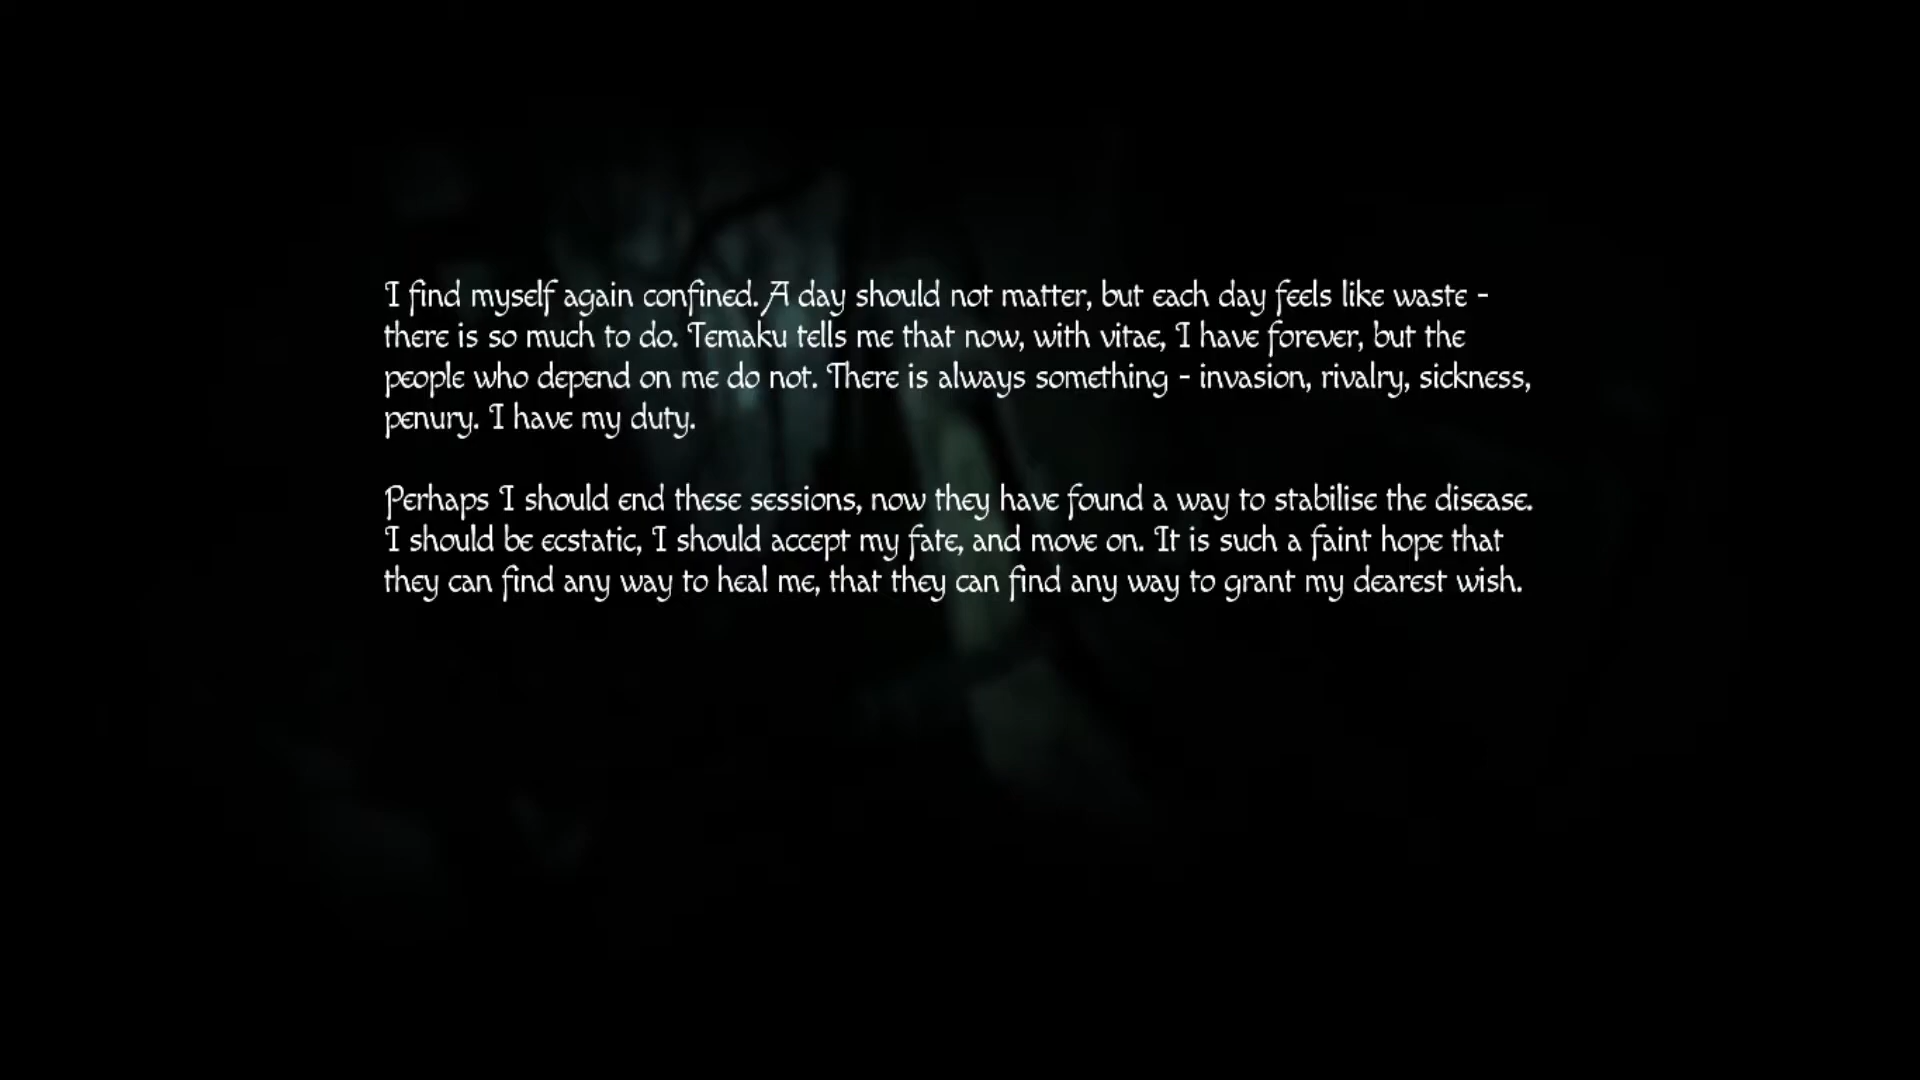 I find myself again confined. A day should not matter, but each day feels like waste -
there is so much to do. Temaku tells me that now, with vitae, I have forever, but the
people who depend on me do not. There is always something - invasion, rivalry, sickness,
penury. I have my duty.
Perhaps I should end these sessions, now they have found a way to stabilise the disease.
I should be ecstatic, I should accept my fate, and move on. It is such a faint hope that
they can find any way to heal me, that they can find any way to grant my dearest wish.